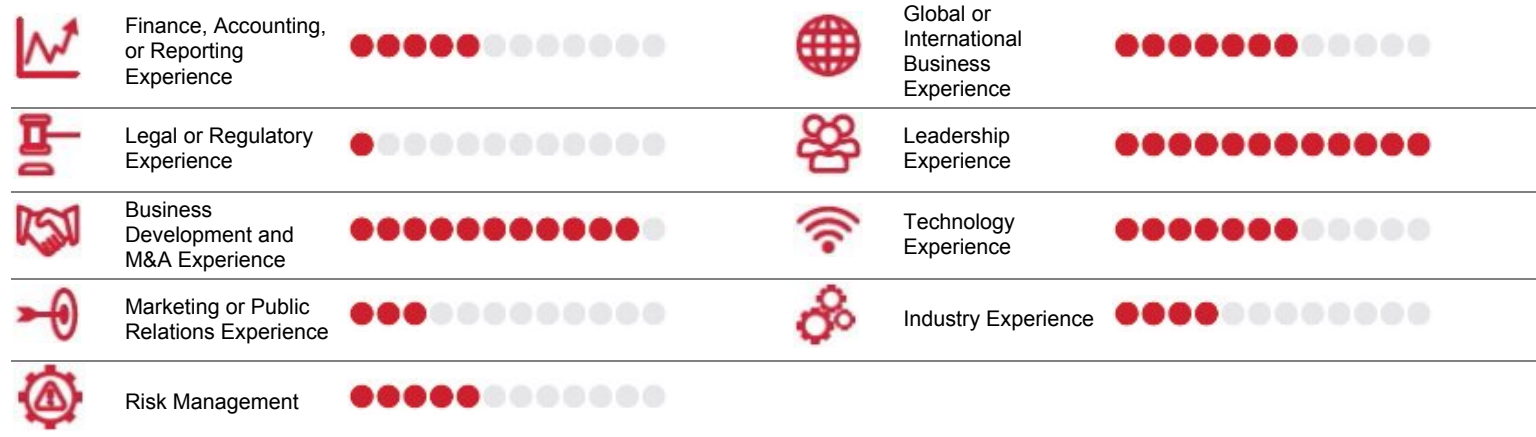 Finance, Accounting,
or Reporting
Experience
Global or
International
Business
Experience
Legal or Regulatory
Experience
Leadership
Experience
Business
Development and
M&A Experience
Technology
Experience
Marketing or Public
Relations Experience
Industry Experience
Risk Management